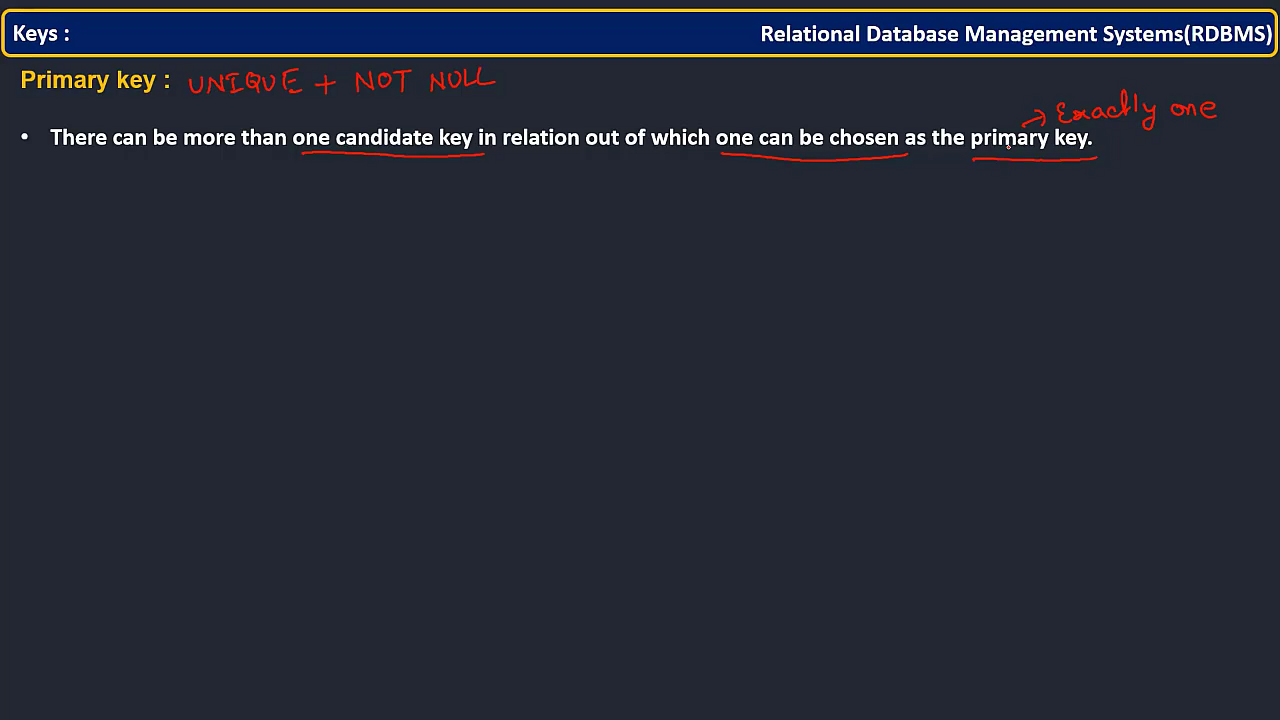 Keys : Relational Database Management Systems(RDBMS)
Primary key : UNIQUE + NOT NULL
→ Exactly one
• There can be more than one candidate key in relation out of which one can be chosen as the primary key.